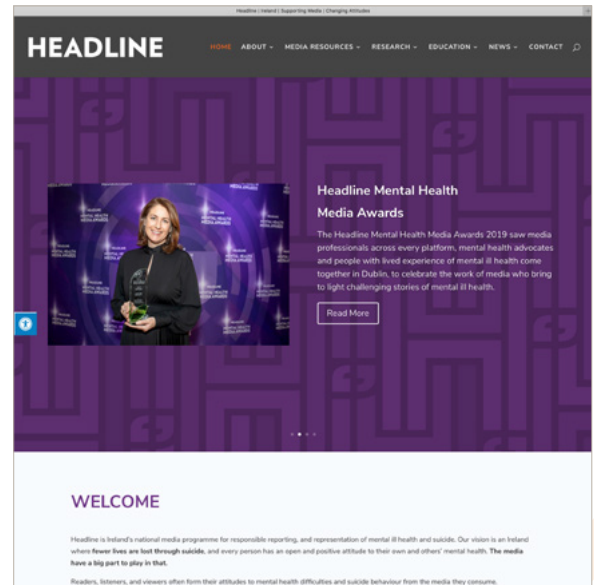 Headline | Ireland | Supporting Media | Changing Attitudes
HEADLINE
HOME ABOUT MEDIA RESOURCES RESEARCH EDUCATION NEWS CONTACT
Headline Mental Health
Media Awards
The Headline Mental Health Media Awards 2019 saw media
professionals across every platform, mental health advocates
and people with lived experience of mental ill health come
together in Dublin, to celebrate the work of media who bring
to light challenging stories of mental ill health.
Read More
WELCOME
Headline is Ireland's national media programme for responsible reporting, and representation of mental ill health and suicide. Our vision is an Ireland
where fewer lives are lost through suicide, and every person has an open and positive attitude to their own and others' mental health. The media
have a big part to play in that.
Readers, listeners, and viewers often form their attitudes to mental health difficulties and suicide behaviour from the media they consume.